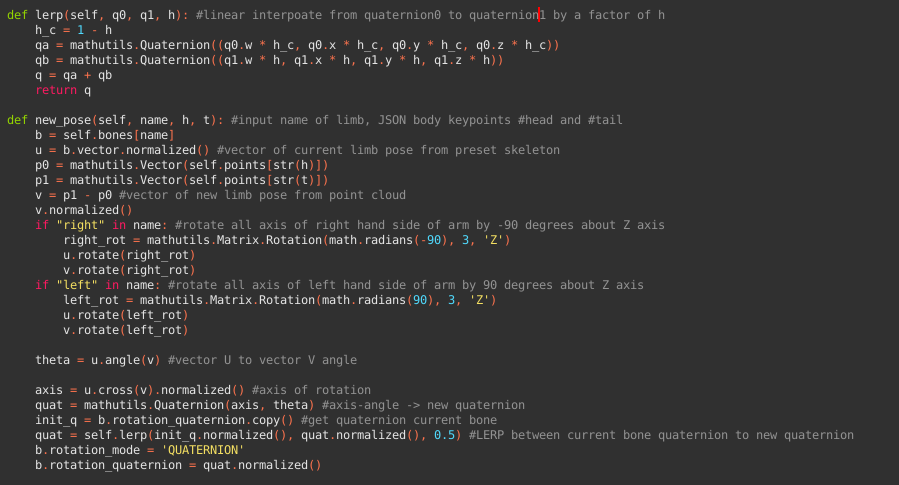 def lerp(self, q0, q1, h): #linear interpoate from quaternion0 to quaternion1 by a factor of h
    h_c = 1 - h
    qa = mathutils.Quaternion((q0.w * h_c, q0.x * h_c, q0.y * h_c, q0.z * h_c))
    qb = mathutils.Quaternion((q1.w * h, q1.x * h, q1.y * h, q1.z * h))
    q = qa + qb
    return q

def new_pose(self, name, h, t): #input name of limb, JSON body keypoints #head and #tail
    b = self.bones[name]
    u = b.vector.normalized() #vector of current limb pose from preset skeleton
    p0 = mathutils.Vector(self.points[str(h)])
    p1 = mathutils.Vector(self.points[str(t)])
    v = p1 - p0 #vector of new limb pose from point cloud
    v.normalized()
    if "right" in name: #rotate all axis of right hand side of arm by -90 degrees about Z axis
        right_rot = mathutils.Matrix.Rotation(math.radians(-90), 3, 'Z')
        u.rotate(right_rot)
        v.rotate(right_rot)
    if "left" in name: #rotate all axis of left hand side of arm by 90 degrees about Z axis
        left_rot = mathutils.Matrix.Rotation(math.radians(90), 3, 'Z')
        u.rotate(left_rot)
        v.rotate(left_rot)

    theta = u.angle(v) #vector U to vector V angle

    axis = u.cross(v).normalized() #axis of rotation
    quat = mathutils.Quaternion(axis, theta) #axis-angle -> new quaternion
    init_q = b.rotation_quaternion.copy() #get quaternion current bone
    quat = self.lerp(init_q.normalized(), quat.normalized(), 0.5) #LERP between current bone quaternion to new quaternion
    b.rotation_mode = 'QUATERNION'
    b.rotation_quaternion = quat.normalized()